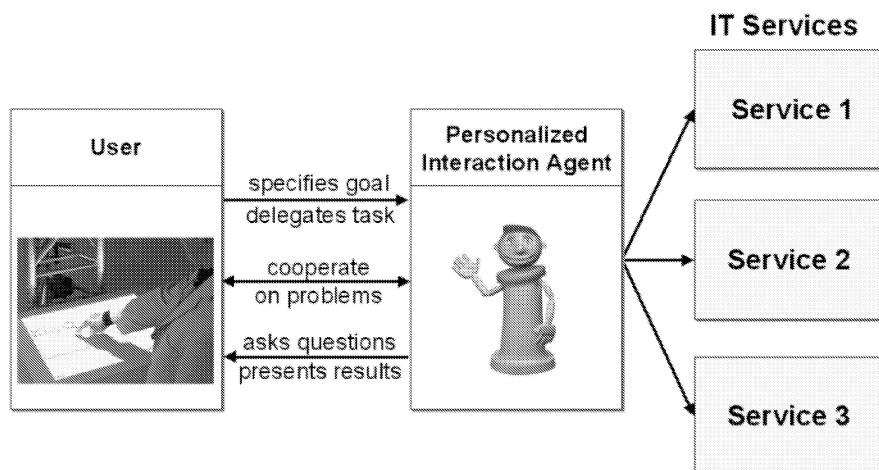 IT Services
User
specifies goal
delegates task
cooperate
on problems
asks questions
presents results
Personalized
Interaction Agent
Service 1
Service 2
Service 3